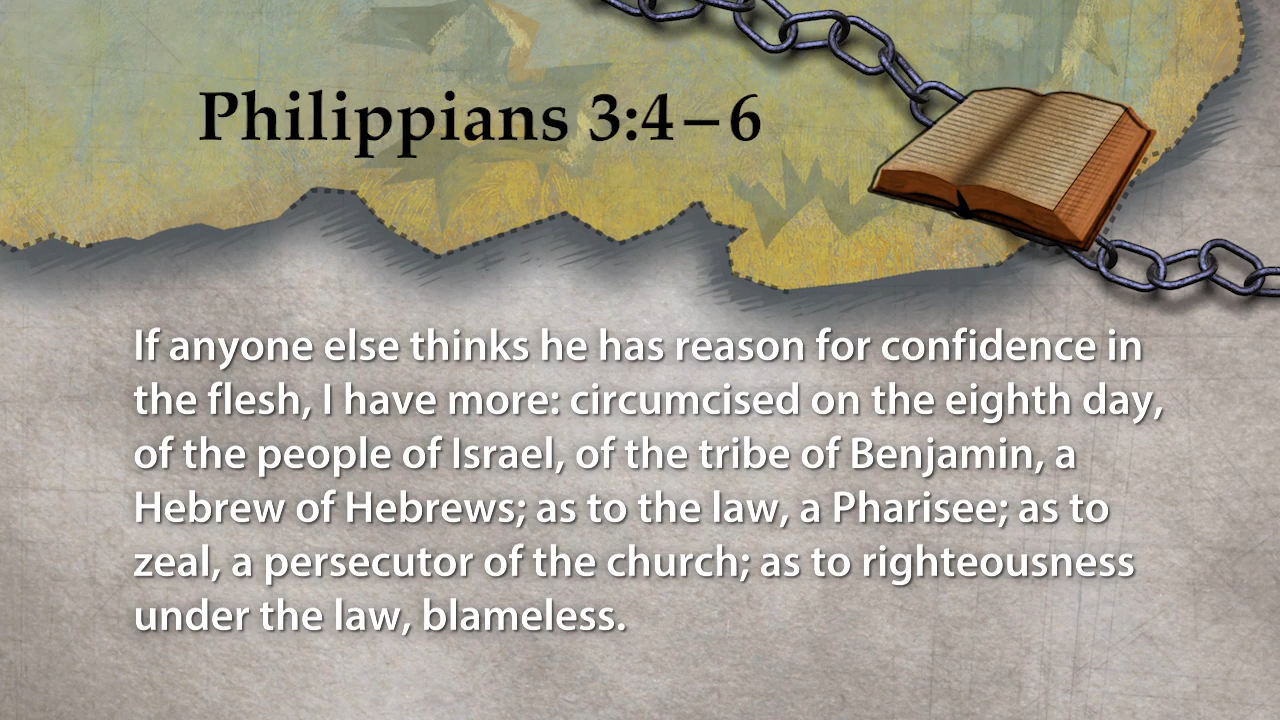 Philippians 3:4–6
If anyone else thinks he has reason for confidence in
the flesh, I have more: circumcised on the eighth day,
of the people of Israel, of the tribe of Benjamin, a
Hebrew of Hebrews; as to the law, a Pharisee; as to
zeal, a persecutor of the church; as to righteousness
under the law, blameless.